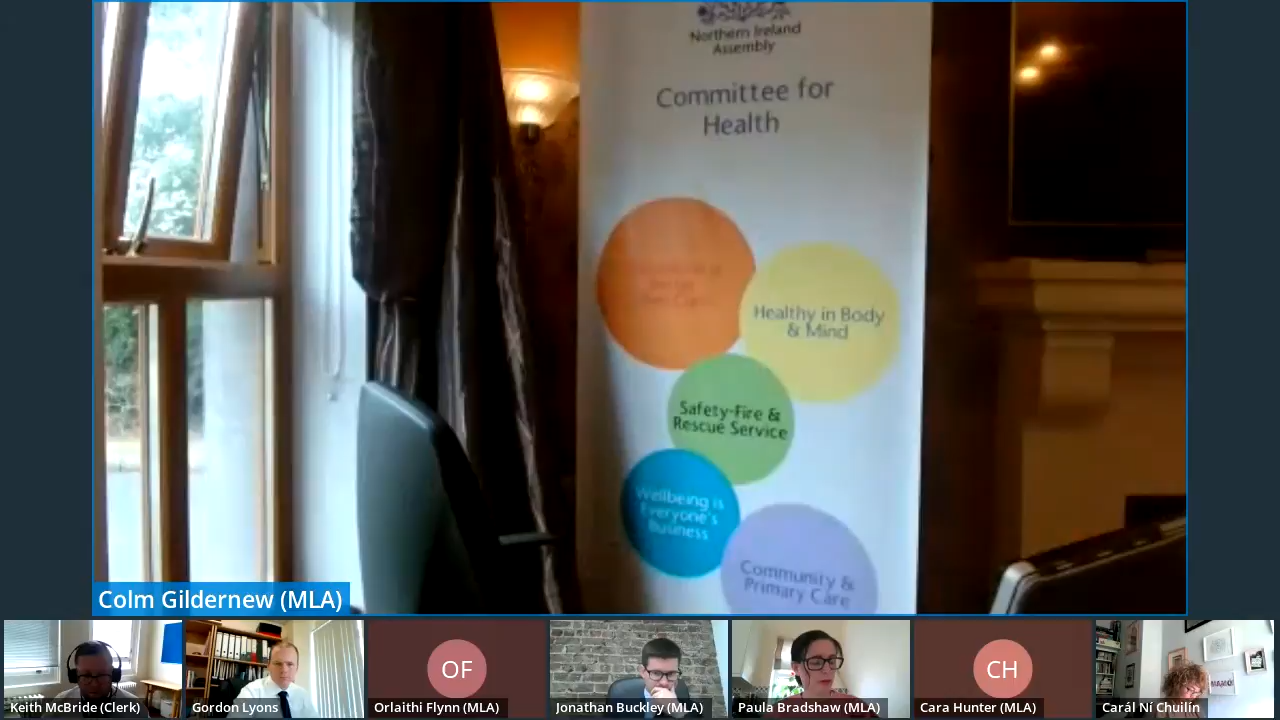 Northern Ireland
Assembly
Committee for
Health
Healthy in Body
& Mind
Safety-Fire &
Rescue Service
Wellbeing is
Everyone's
Business
Community &
Primary Care
Colm Gildernew (MLA)
Keith McBride (Clerk)
Gordon Lyons
OF
Orlaithi Flynn (MLA)
Jonathan Buckley (MLA)
Paula Bradshaw (MLA)
CH
Cara Hunter (MLA)
Carál Ní Chuilín